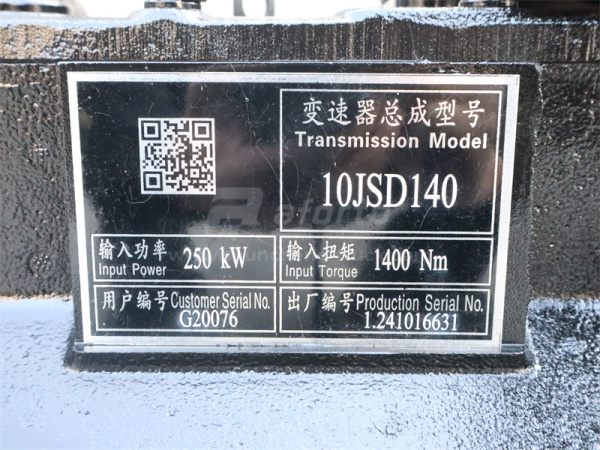 变速器总成型号
Transmission Model
10JSD140
输入功率
Input Power
250 kW
输入扭矩
Input Torque
1400 Nm
用户编号 Customer Serial No.
G20076
出厂编号 Production Serial No.
1.241016631